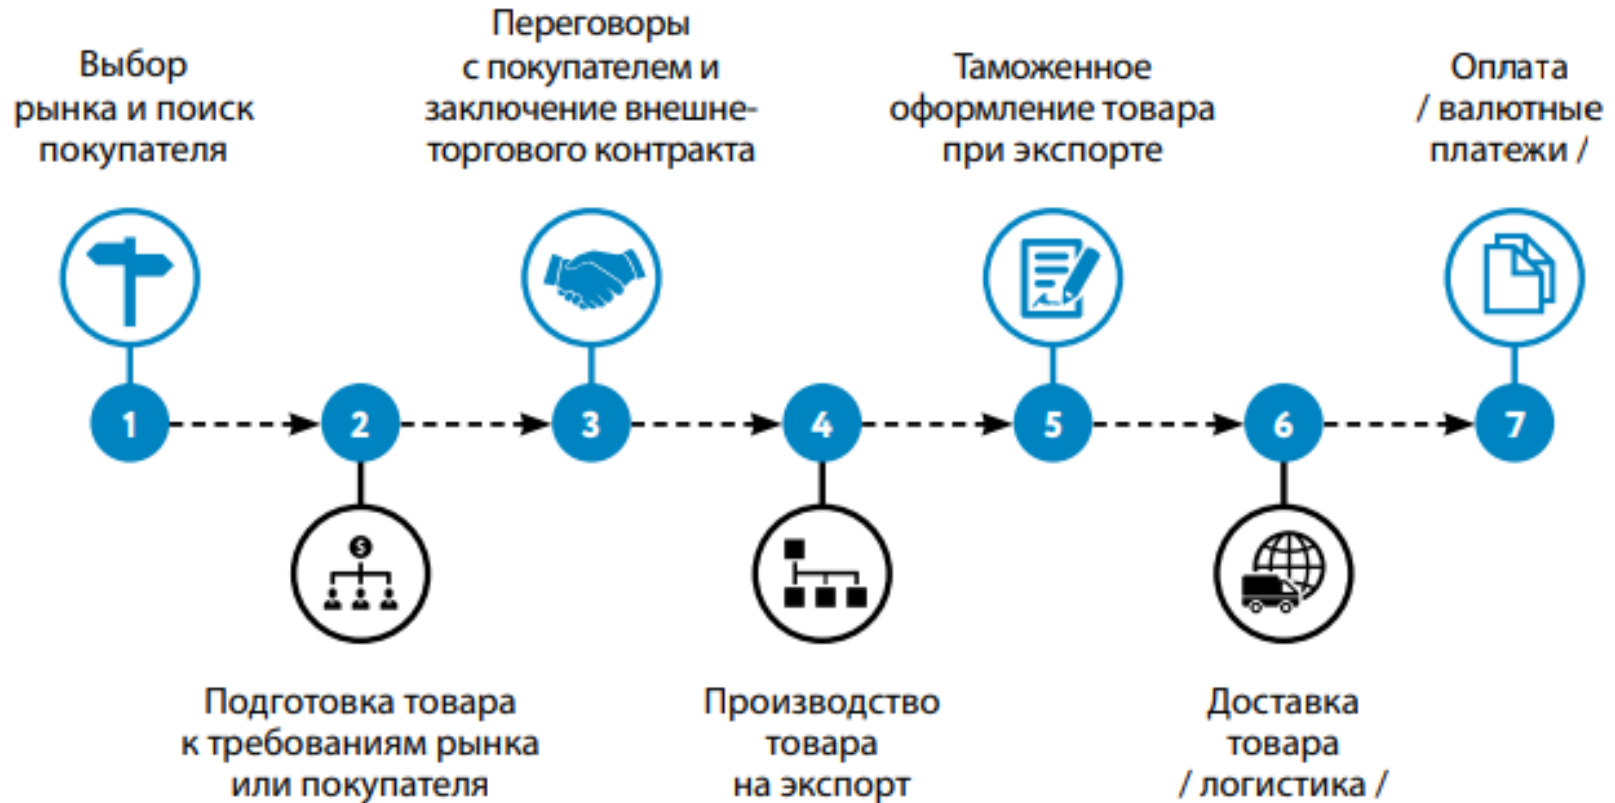 Выбор
рынка и поиск
покупателя
Переговоры
с покупателем и
заключение внешне-
торгового контракта
Таможенное
оформление товара
при экспорте
Оплата
/ валютные
платежи /
1
2
3
4
5
6
7
$
Подготовка товара
к требованиям рынка
или покупателя
Производство
товара
на экспорт
Доставка
товара
/ логистика /